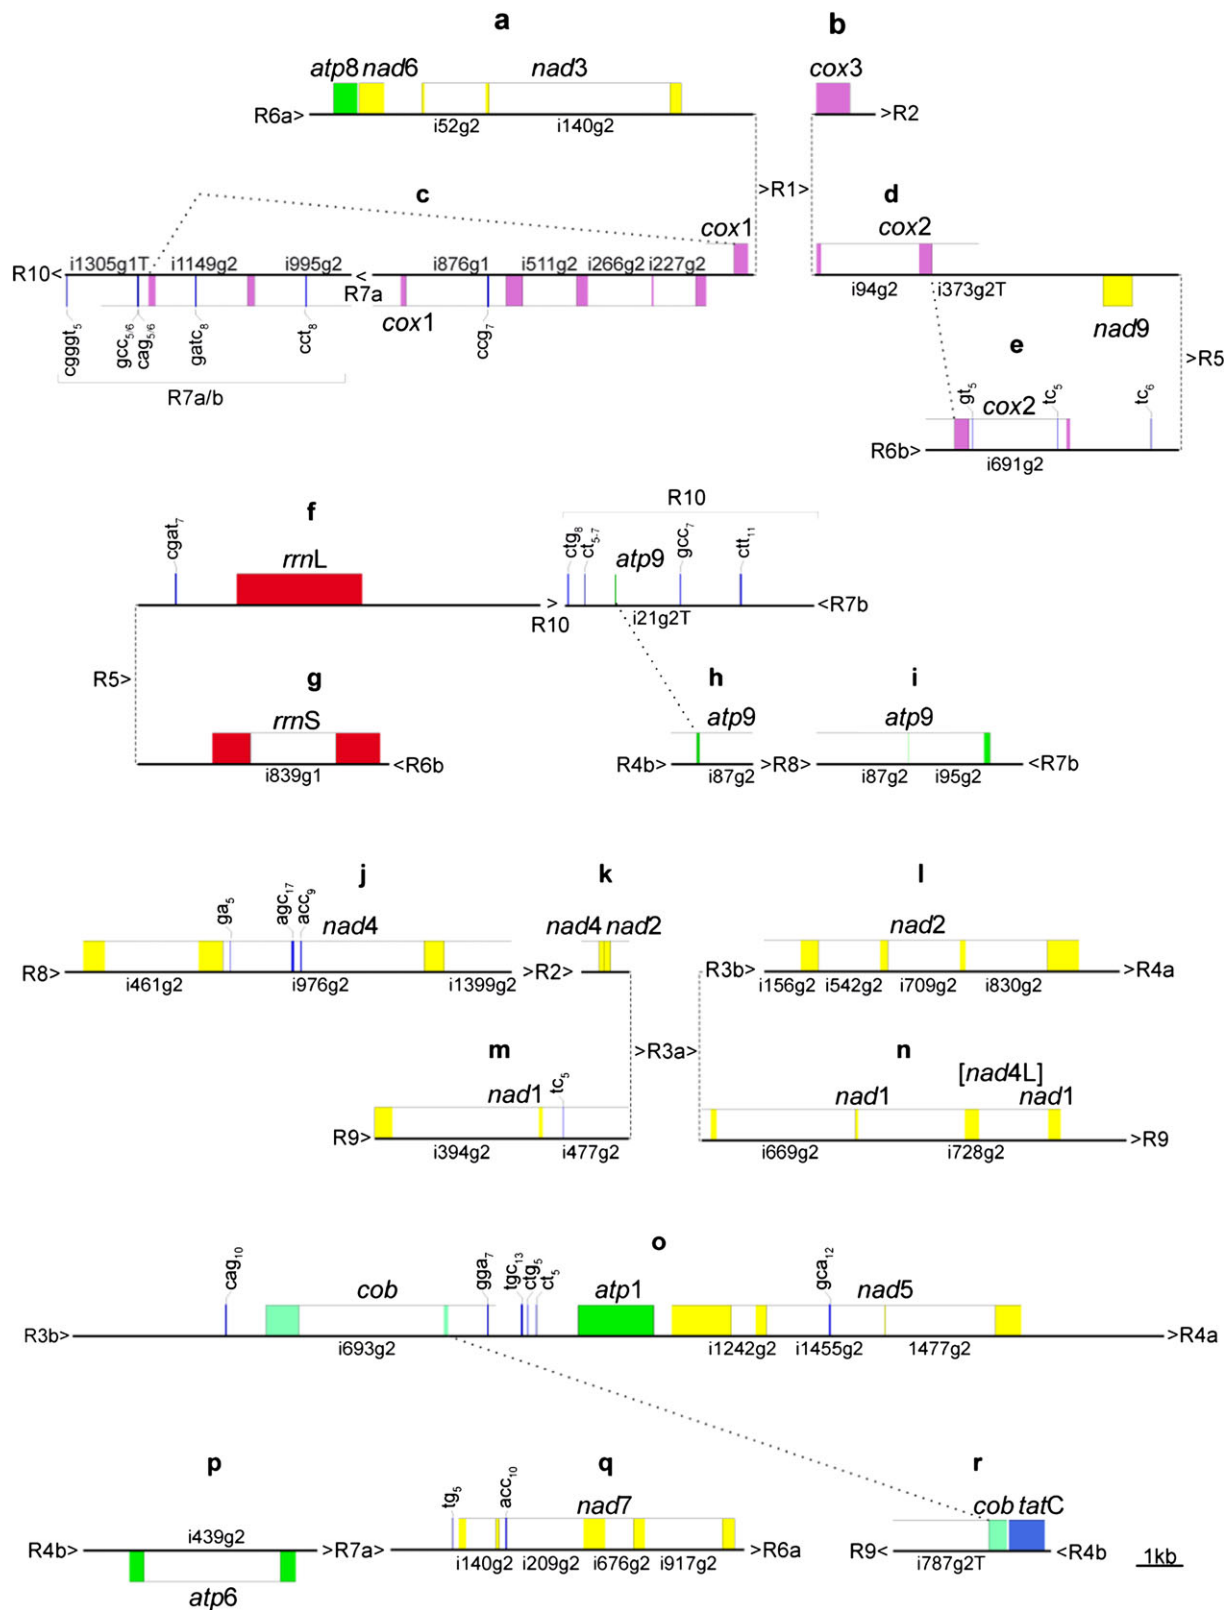 a b
atp8 nad6 nad3 cox3
R6a> i52g2 i140g2 >R2
>R1>
c d
cox1 cox2
R10< i1305g1T i1149g2 i995g2 < R7a i876g1 i511g2 i266g2 i227g2
i94g2 i373g2T
cox1 nad9
cgggt5 gcc5/6 cag5/6 gatc8 cct8 ccg7
R7a/b
>R5
e
gt5 cox2 tc5 tc6
R6b> i691g2
R10
f
cgat7 rrnL ctg8 ct5-7 atp9 gcc7 ctt11
> R10 i21g2T <R7b
R5>
g h i
rrnS atp9 atp9
i839g1 <R6b R4b> i87g2 >R8> i87g2 i95g2 <R7b
j k l
ga5 agc17 acc9 nad4 nad4 nad2 nad2
R8> i461g2 i976g2 i1399g2 >R2> R3b> i156g2 i542g2 i709g2 i830g2 >R4a
>R3a>
m n
[nad4L]
nad1 tc5 nad1 nad1
R9> i394g2 i477g2 i669g2 i728g2 >R9
o
cag10 cob gga7 tgc13 ctg5 ct5 atp1 gca12 nad5
R3b> i693g2 i1242g2 i1455g2 1477g2 >R4a
p q r
tg5 acc10 nad7 cob tatC
R4b> i439g2 >R7a> i140g2 i209g2 i676g2 i917g2 >R6a R9< i787g2T <R4b
atp6
1kb